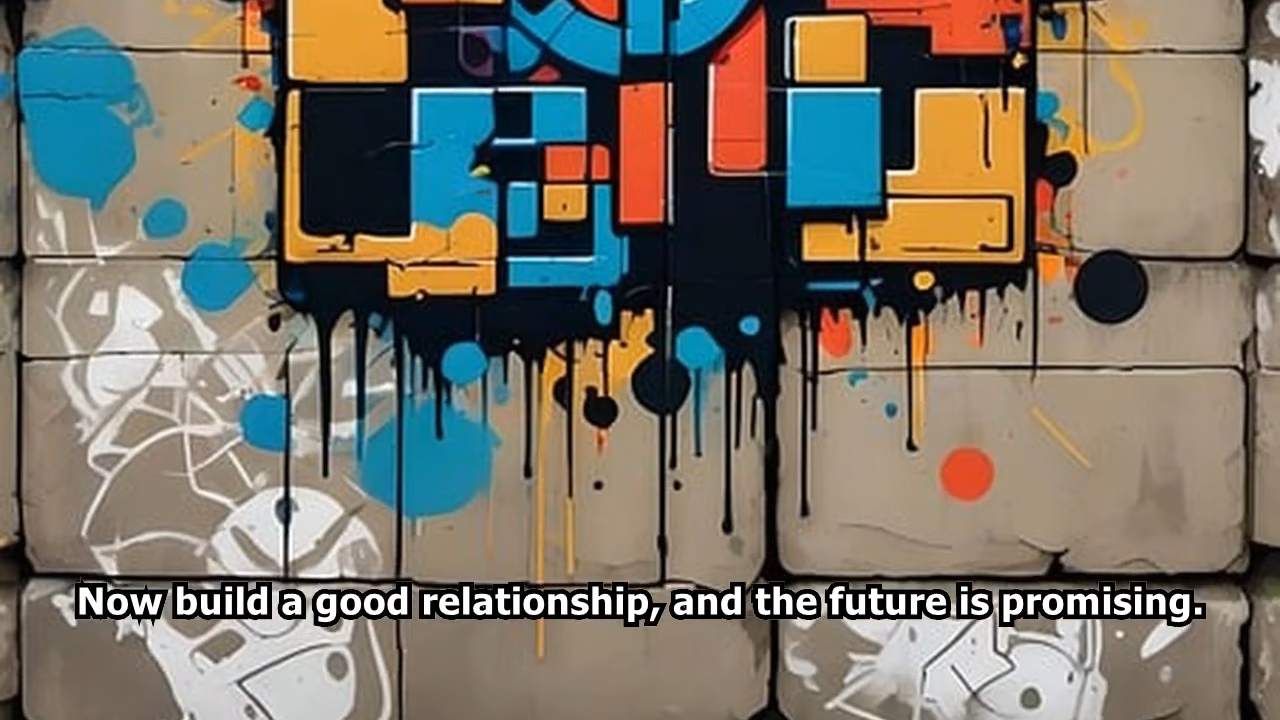 Now build a good relationship, and the future is promising.